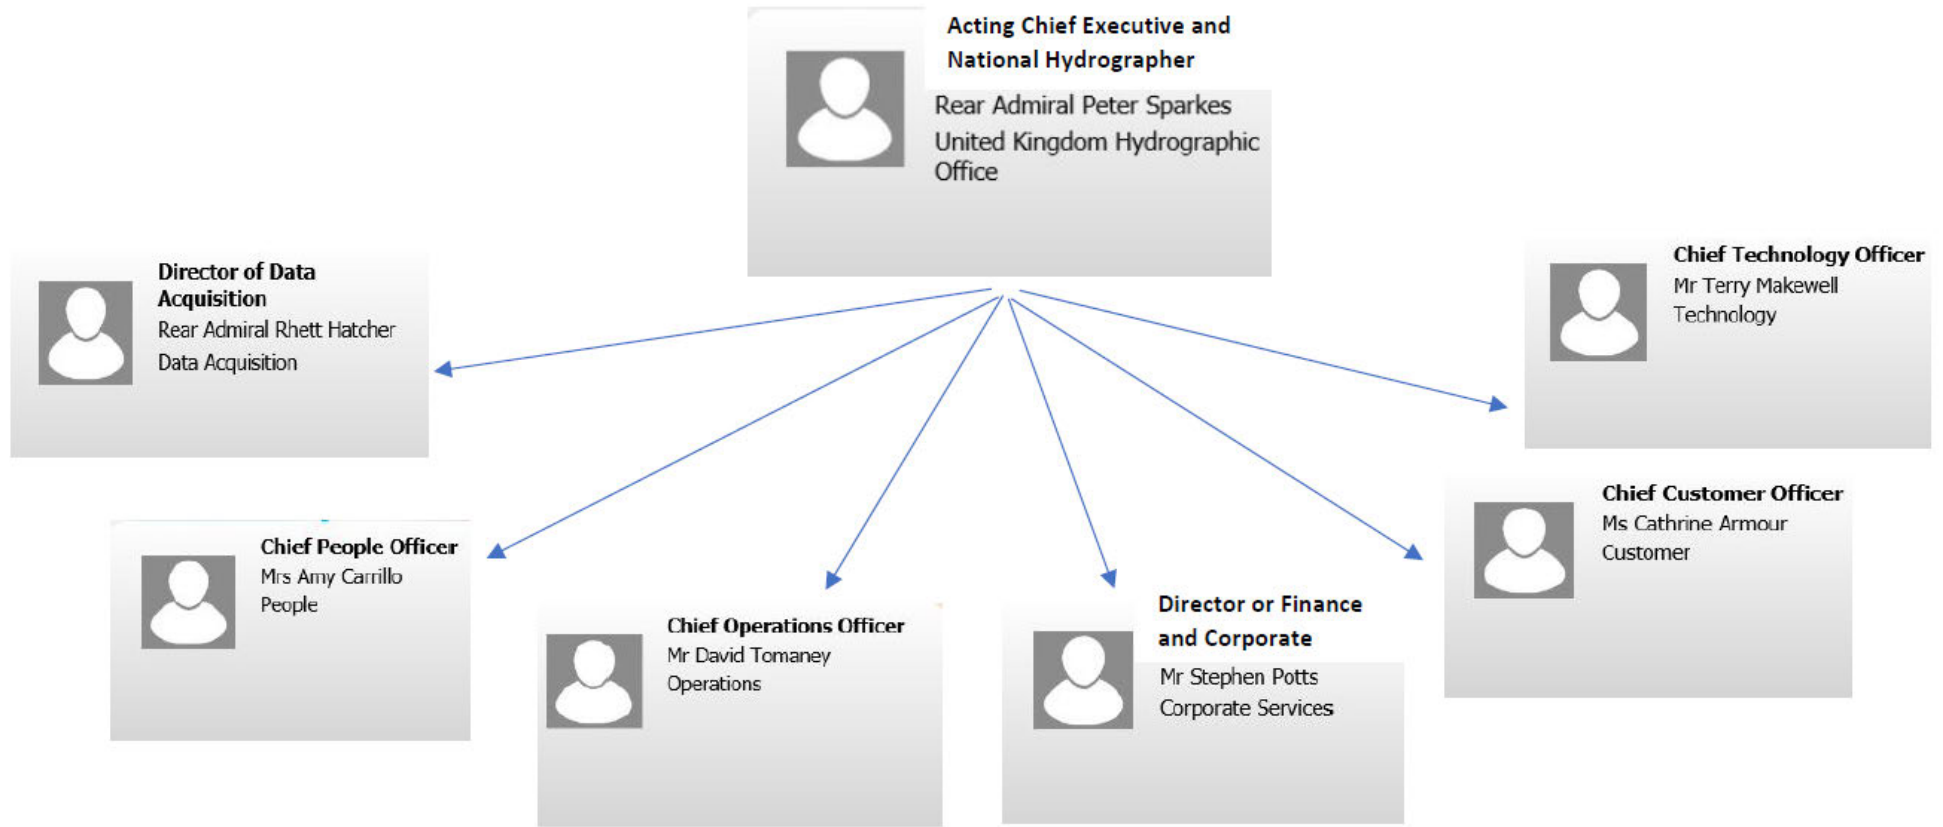 Acting Chief Executive and
National Hydrographer
Rear Admiral Peter Sparkes
United Kingdom Hydrographic
Office
Director of Data
Acquisition
Rear Admiral Rhett Hatcher
Data Acquisition
Chief Technology Officer
Mr Terry Makewell
Technology
Chief People Officer
Mrs Amy Carrillo
People
Chief Operations Officer
Mr David Tomaney
Operations
Director or Finance
and Corporate
Mr Stephen Potts
Corporate Services
Chief Customer Officer
Ms Cathrine Armour
Customer